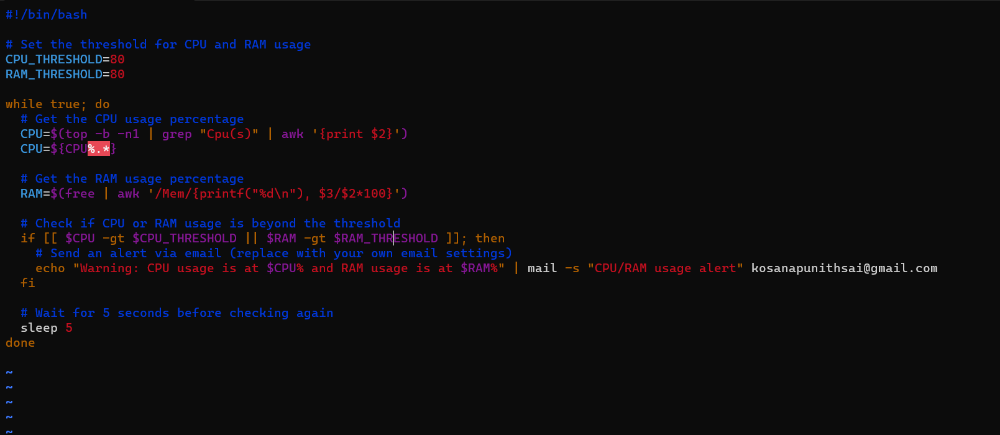 #!/bin/bash

# Set the threshold for CPU and RAM usage
CPU_THRESHOLD=80
RAM_THRESHOLD=80

while true; do
  # Get the CPU usage percentage
  CPU=$(top -b -n1 | grep "Cpu(s)" | awk '{print $2}')
  CPU=${CPU%.*}

  # Get the RAM usage percentage
  RAM=$(free | awk '/Mem/{printf("%d\n"), $3/$2*100}')

  # Check if CPU or RAM usage is beyond the threshold
  if [[ $CPU -gt $CPU_THRESHOLD || $RAM -gt $RAM_THRESHOLD ]]; then
    # Send an alert via email (replace with your own email settings)
    echo "Warning: CPU usage is at $CPU% and RAM usage is at $RAM%" | mail -s "CPU/RAM usage alert" kosanapunithsai@gmail.com
  fi

  # Wait for 5 seconds before checking again
  sleep 5
done

~
~
~
~
~